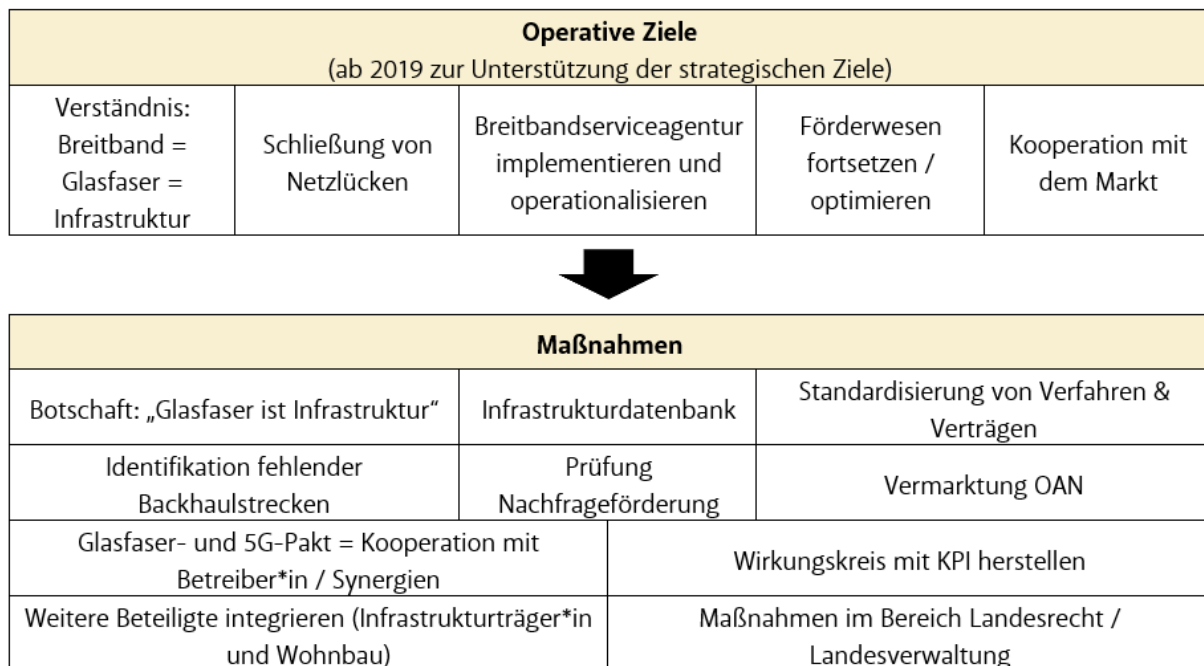 Operative Ziele
(ab 2019 zur Unterstützung der strategischen Ziele)
Verständnis:
Breitband =
Glasfaser =
Infrastruktur
Schließung von
Netzlücken
Breitbandserviceagentur
implementieren und
operationalisieren
Förderwesen
fortsetzen /
optimieren
Kooperation mit
dem Markt
Maßnahmen
Botschaft: „Glasfaser ist Infrastruktur“
Infrastrukturdatenbank
Standardisierung von Verfahren &
Verträgen
Identifikation fehlender
Backhaulstrecken
Prüfung
Nachfrageförderung
Vermarktung OAN
Glasfaser- und 5G-Pakt = Kooperation mit
Betreiber*in / Synergien
Wirkungskreis mit KPI herstellen
Weitere Beteiligte integrieren (Infrastrukturträger*in
und Wohnbau)
Maßnahmen im Bereich Landesrecht /
Landesverwaltung